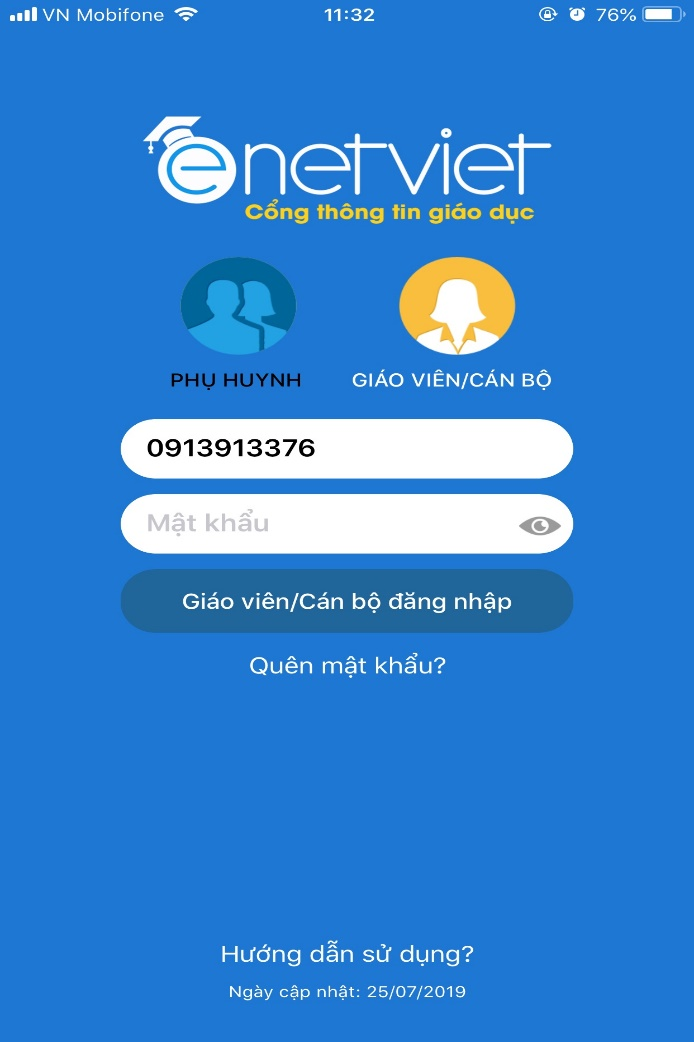 VN Mobifone 11:32 76%
enetviet
Cổng thông tin giáo dục
PHỤ HUYNH GIÁO VIÊN/CÁN BỘ
0913913376
Mật khẩu
Giáo viên/Cán bộ đăng nhập
Quên mật khẩu?
Hướng dẫn sử dụng?
Ngày cập nhật: 25/07/2019